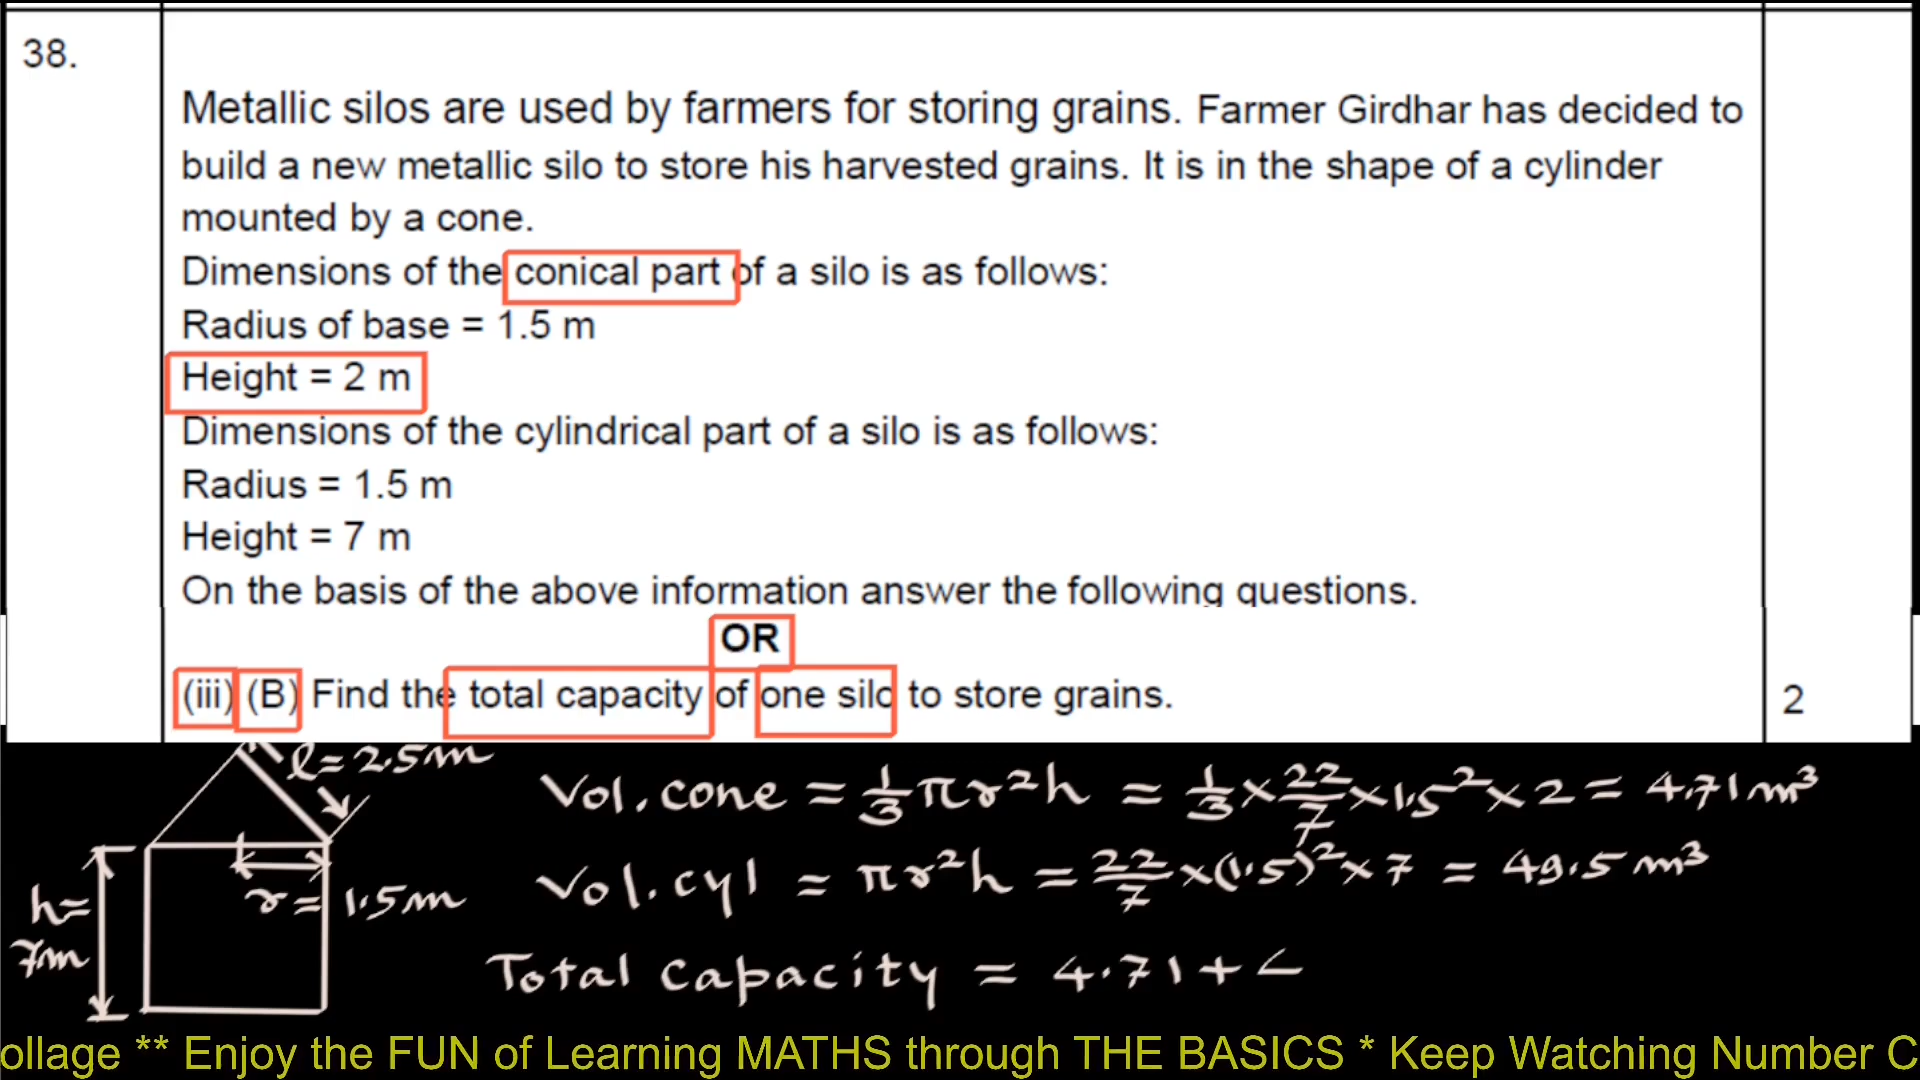 38.
Metallic silos are used by farmers for storing grains. Farmer Girdhar has decided to
build a new metallic silo to store his harvested grains. It is in the shape of a cylinder
mounted by a cone.
Dimensions of the conical part of a silo is as follows:
Radius of base = 1.5 m
Height = 2 m
Dimensions of the cylindrical part of a silo is as follows:
Radius = 1.5 m
Height = 7 m
On the basis of the above information answer the following questions.
OR
(iii) (B) Find the total capacity of one silo to store grains. 2
l = 2.5m
Vol. cone = 1/3 πr²h = 1/3 × 22/7 × 1.5² × 2 = 4.71 m³
h = 7m
r = 1.5m
Vol. cyl = πr²h = 22/7 × (1.5)² × 7 = 49.5 m³
Total capacity = 4.71 +
ollage ** Enjoy the FUN of Learning MATHS through THE BASICS * Keep Watching Number C